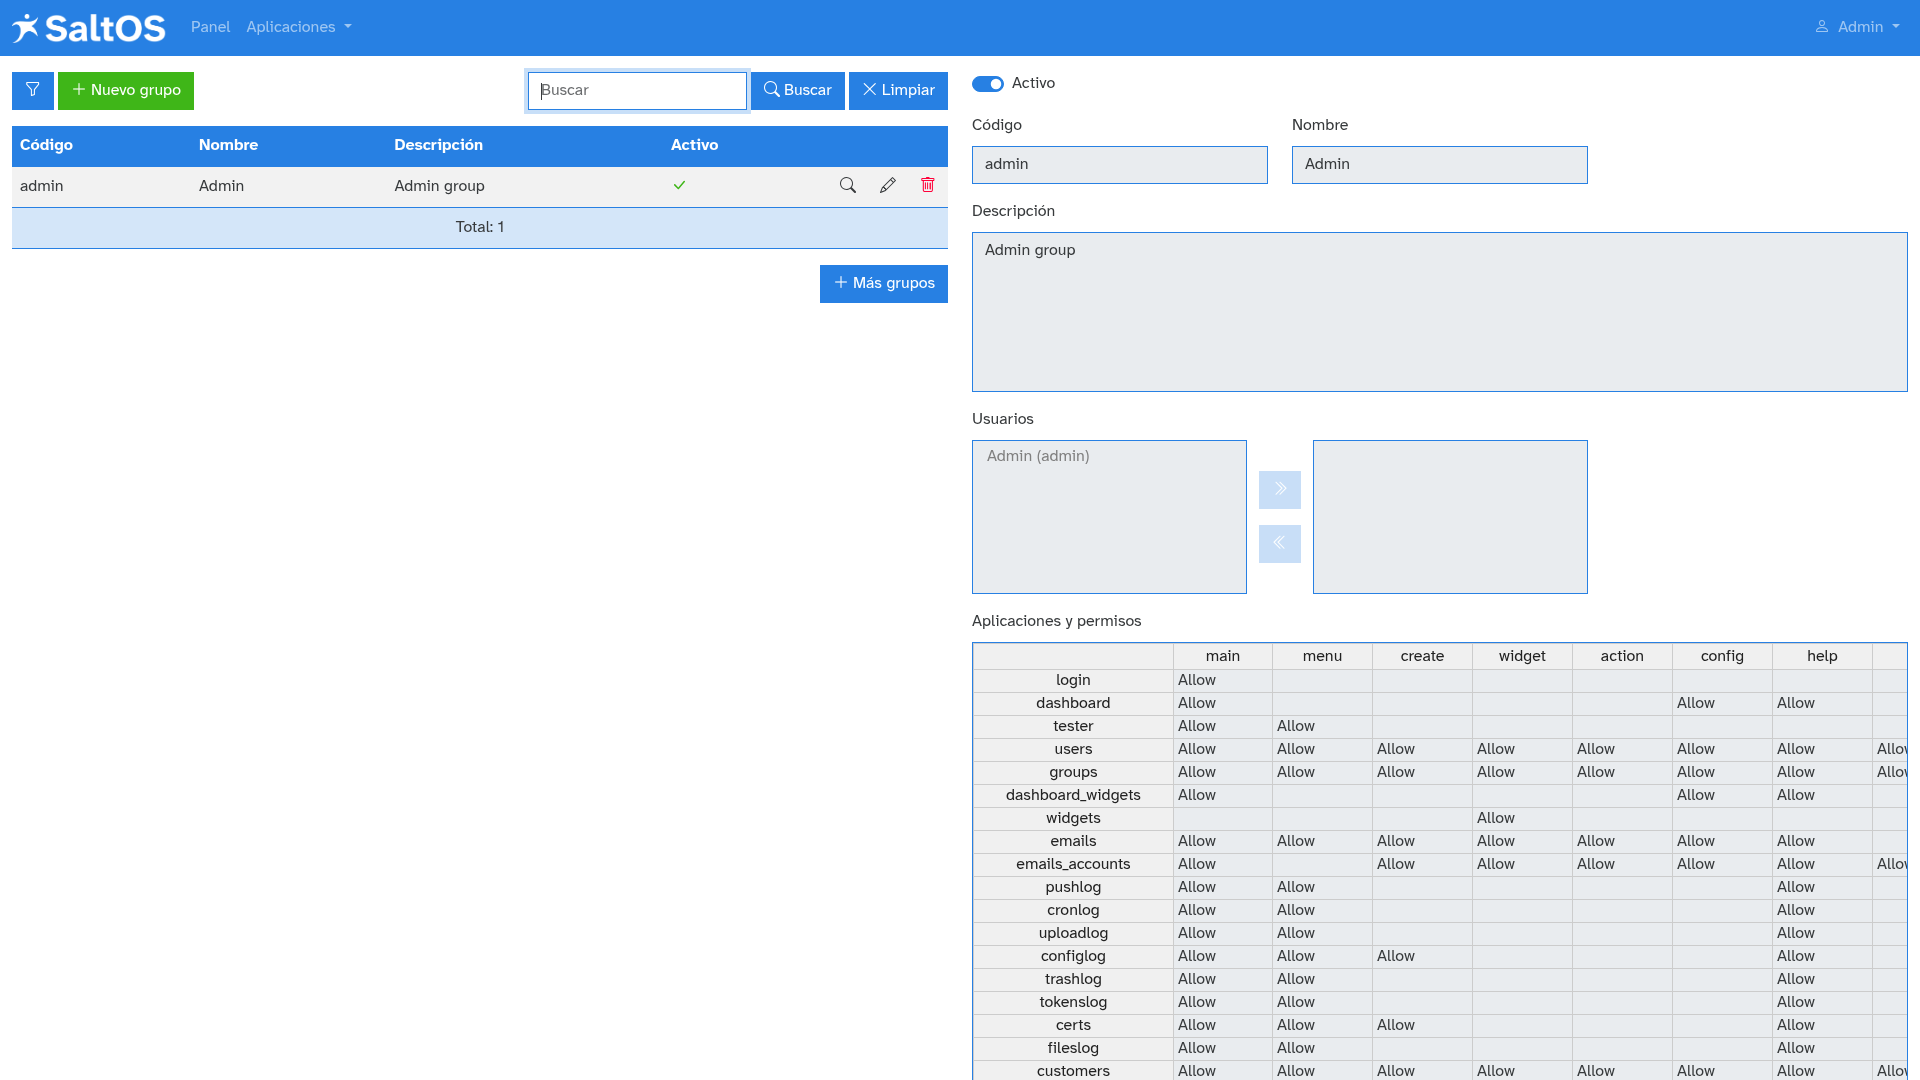 SaltOS Panel Aplicaciones Admin
Nuevo grupo Buscar Buscar Limpiar
Código Nombre Descripción Activo
admin Admin Admin group
Total: 1
Más grupos
Activo
Código Nombre
admin Admin
Descripción
Admin group
Usuarios
Admin (admin)
Aplicaciones y permisos
main menu create widget action config help
login Allow
dashboard Allow Allow Allow
tester Allow Allow
users Allow Allow Allow Allow Allow Allow Allow
groups Allow Allow Allow Allow Allow Allow Allow
dashboard_widgets Allow Allow Allow
widgets Allow
emails Allow Allow Allow Allow Allow Allow Allow
emails_accounts Allow Allow Allow Allow Allow Allow
pushlog Allow Allow Allow
cronlog Allow Allow Allow
uploadlog Allow Allow Allow
configlog Allow Allow Allow Allow
trashlog Allow Allow Allow
tokenslog Allow Allow Allow
certs Allow Allow Allow Allow
fileslog Allow Allow Allow
customers Allow Allow Allow Allow Allow Allow Allow